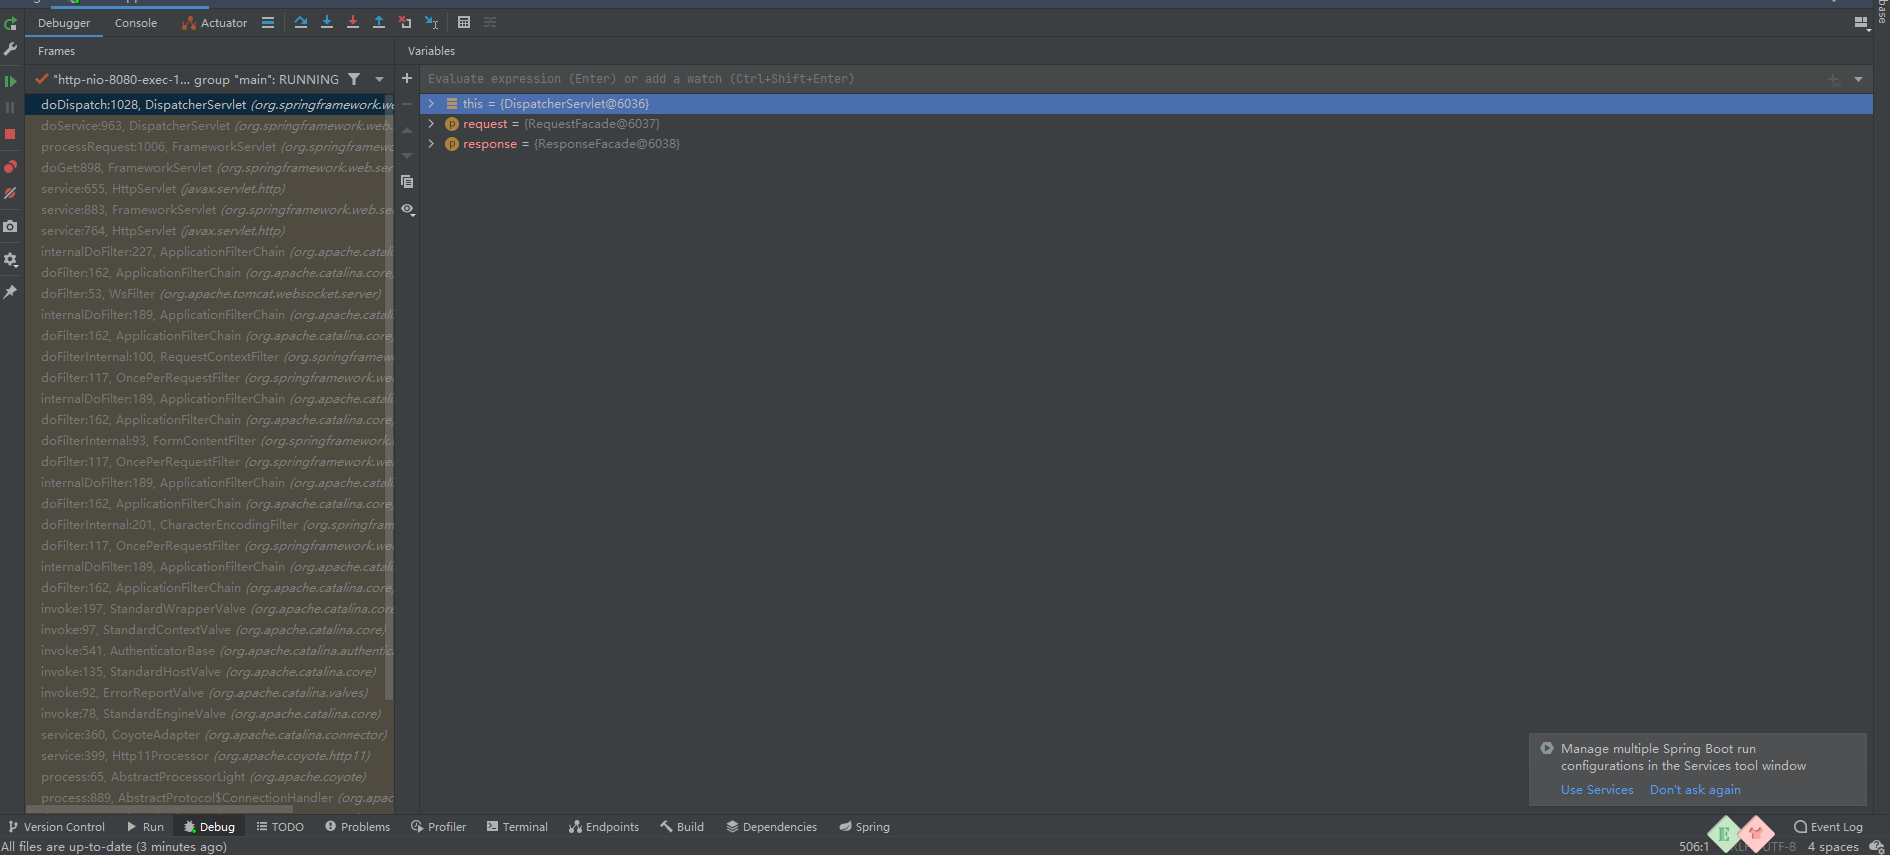 Debugger Console Actuator
base
Frames
Variables
"http-nio-8080-exec-1... group "main": RUNNING
Evaluate expression (Enter) or add a watch (Ctrl+Shift+Enter)
doDispatch:1028, DispatcherServlet (org.springframework.we
doService:963, DispatcherServlet (org.springframework.web.
processRequest:1006, FrameworkServlet (org.springframewo
doGet:898, FrameworkServlet (org.springframework.web.ser
service:655, HttpServlet (javax.servlet.http)
service:883, FrameworkServlet (org.springframework.web.se
service:764, HttpServlet (javax.servlet.http)
internalDoFilter:227, ApplicationFilterChain (org.apache.catali
doFilter:162, ApplicationFilterChain (org.apache.catalina.core)
doFilter:53, WsFilter (org.apache.tomcat.websocket.server)
internalDoFilter:189, ApplicationFilterChain (org.apache.catali
doFilter:162, ApplicationFilterChain (org.apache.catalina.core)
doFilterInternal:100, RequestContextFilter (org.springframew
doFilter:117, OncePerRequestFilter (org.springframework.we
internalDoFilter:189, ApplicationFilterChain (org.apache.catali
doFilter:162, ApplicationFilterChain (org.apache.catalina.core)
doFilterInternal:93, FormContentFilter (org.springframework.
doFilter:117, OncePerRequestFilter (org.springframework.we
internalDoFilter:189, ApplicationFilterChain (org.apache.catali
doFilter:162, ApplicationFilterChain (org.apache.catalina.core)
doFilterInternal:201, CharacterEncodingFilter (org.springfram
doFilter:117, OncePerRequestFilter (org.springframework.we
internalDoFilter:189, ApplicationFilterChain (org.apache.catali
doFilter:162, ApplicationFilterChain (org.apache.catalina.core)
invoke:197, StandardWrapperValve (org.apache.catalina.core
invoke:97, StandardContextValve (org.apache.catalina.core)
invoke:541, AuthenticatorBase (org.apache.catalina.authentic
invoke:135, StandardHostValve (org.apache.catalina.core)
invoke:92, ErrorReportValve (org.apache.catalina.valves)
invoke:78, StandardEngineValve (org.apache.catalina.core)
service:360, CoyoteAdapter (org.apache.catalina.connector)
service:399, Http11Processor (org.apache.coyote.http11)
process:65, AbstractProcessorLight (org.apache.coyote)
process:889, AbstractProtocol$ConnectionHandler (org.apac
this = {DispatcherServlet@6036}
request = {RequestFacade@6037}
response = {ResponseFacade@6038}
Manage multiple Spring Boot run
configurations in the Services tool window
Use Services Don't ask again
Version Control Run Debug TODO Problems Profiler Terminal Endpoints Build Dependencies Spring Event Log
All files are up-to-date (3 minutes ago)
506:1 UTF-8 4 spaces